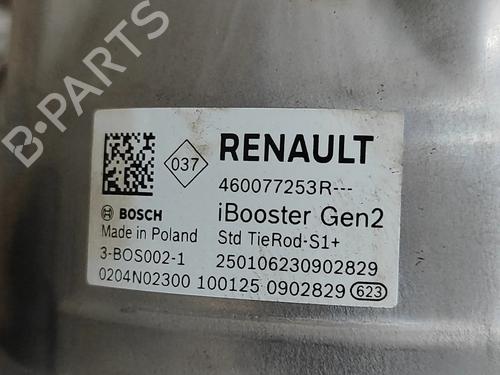 B-PARTS
037
RENAULT
460077253R---
BOSCH
iBooster Gen2
Made in Poland
Std TieRod-S1+
3-BOS002-1
250106230902829
0204N02300 100125 0902829 623